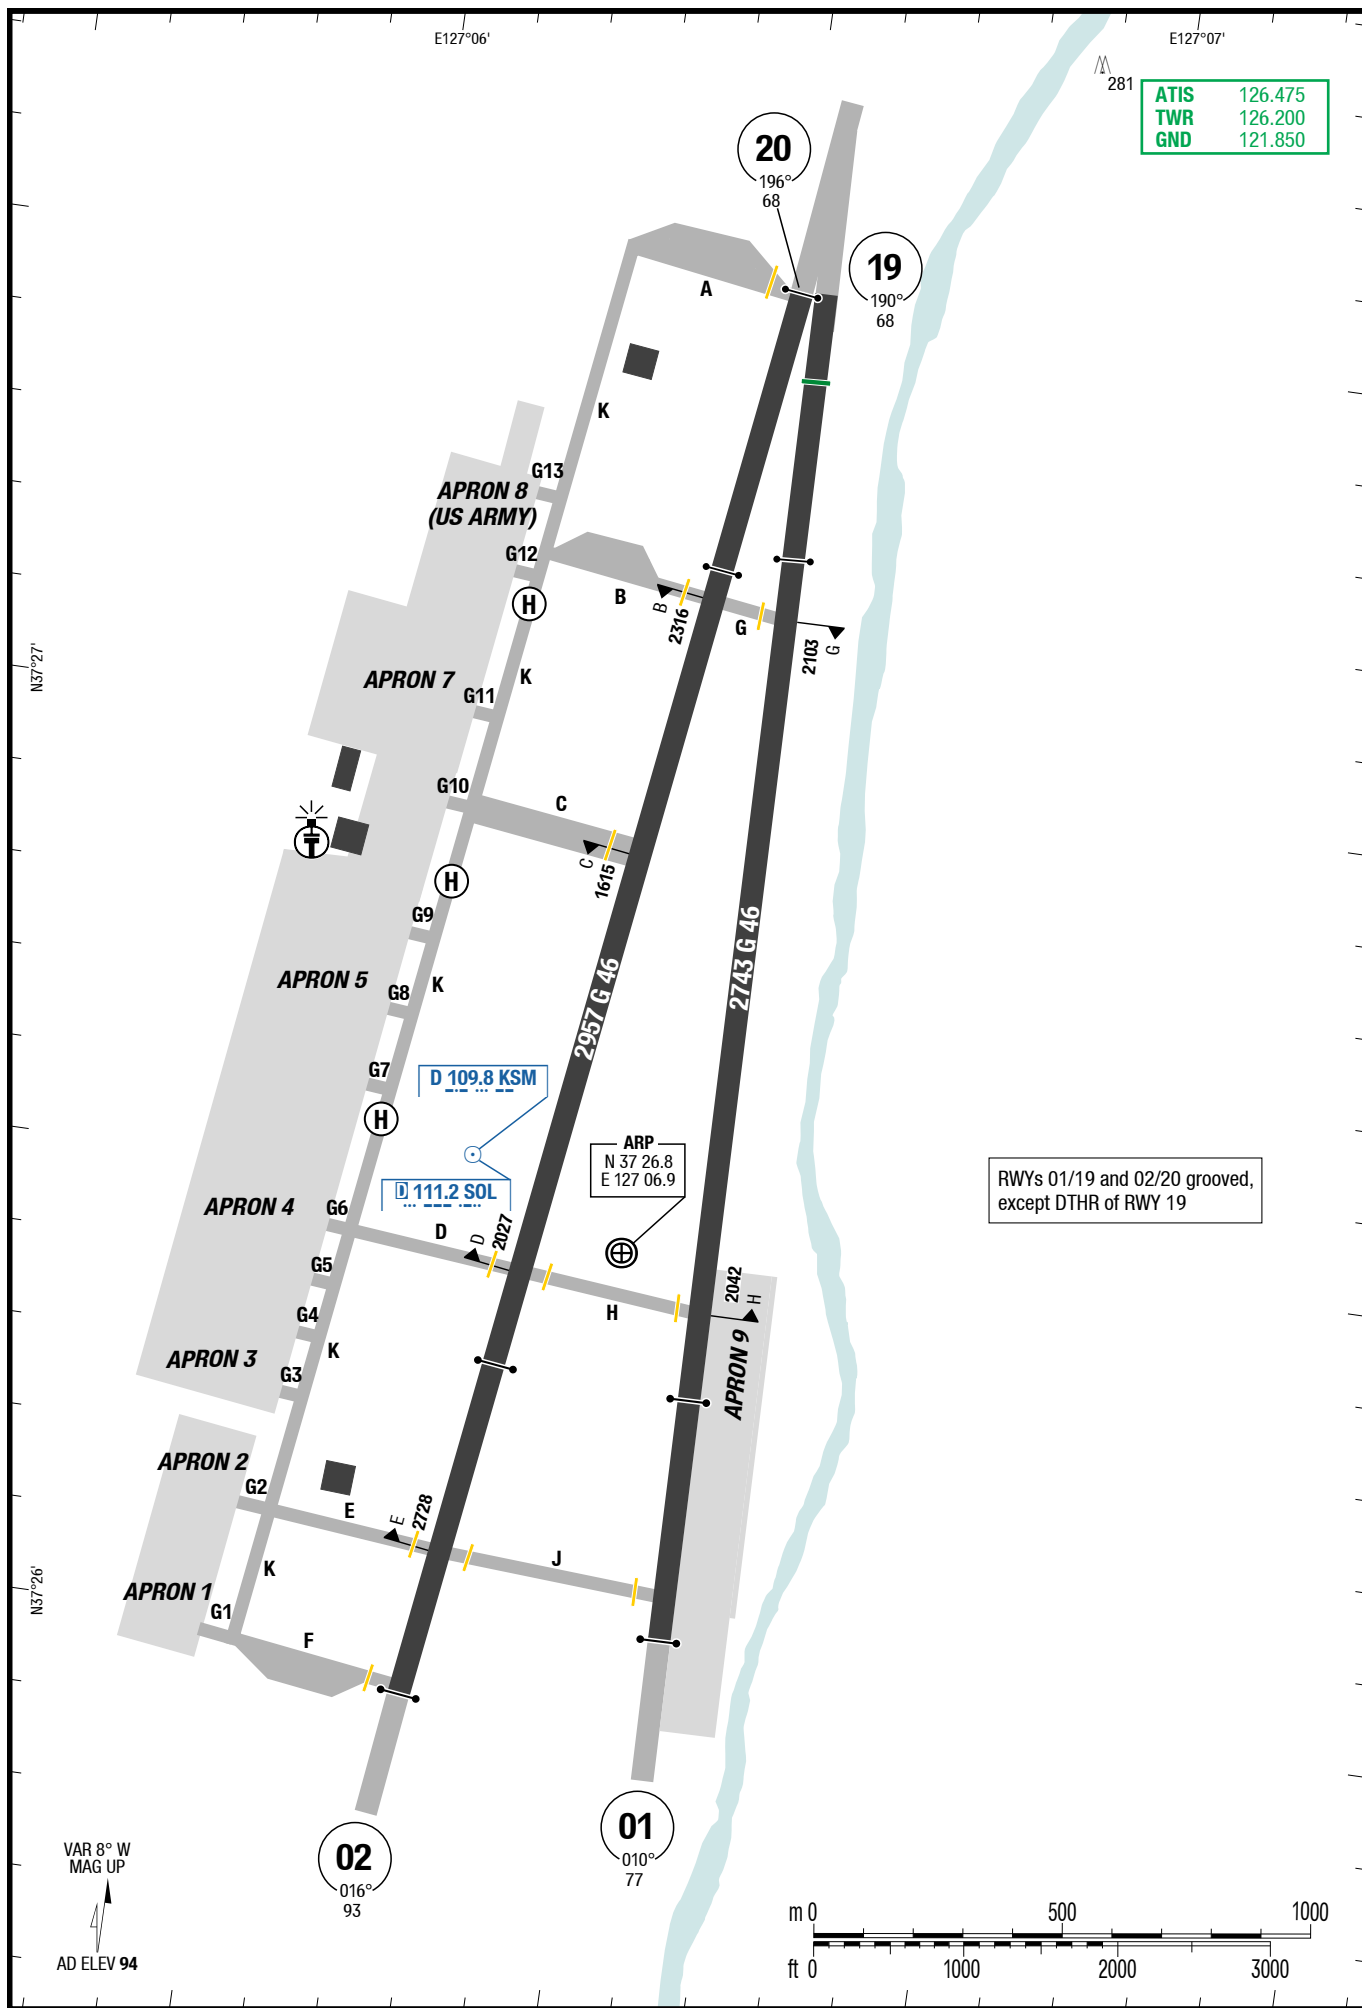 E127°06'
E127°07'
281
ATIS 126.475
TWR 126.200
GND 121.850
20
196°
68
19
190°
68
A
K
G13
APRON 8
(US ARMY)
G12
H
B
B
2316
G
2103
G
N37°27'
APRON 7
K
G11
G10
C
C
1615
H
G9
APRON 5
K
G8
2957 G 46
2743 G 46
G7
D 109.8 KSM
H
ARP
N 37 26.8
E 127 06.9
RWYs 01/19 and 02/20 grooved,
except DTHR of RWY 19
D 111.2 SOL
APRON 4
G6
D
D
2027
G5
H
2042
H
G4
K
APRON 3
G3
APRON 9
APRON 2
G2
E
E
2728
J
N37°26'
K
APRON 1
G1
F
01
010°
77
02
016°
93
VAR 8° W
MAG UP
AD ELEV 94
m 0 500 1000
ft 0 1000 2000 3000